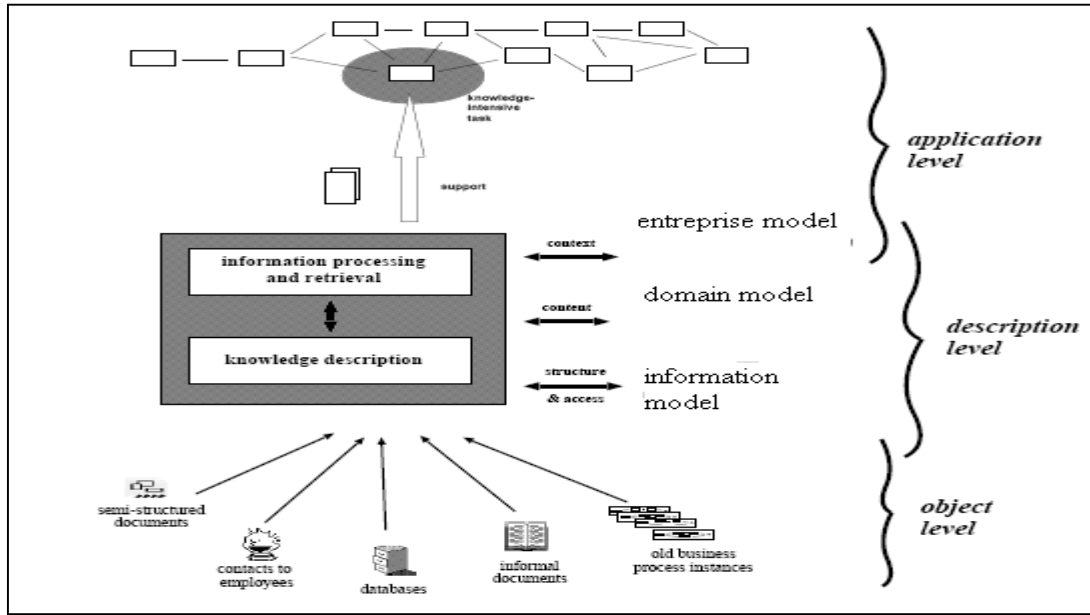 knowledge-
intensive
task
application
level
support
entreprise model
context
information processing
and retrieval
domain model
content
description
level
knowledge description
structure
& access
information
model
semi-structured
documents
contacts to
employees
databases
informal
documents
old business
process instances
object
level